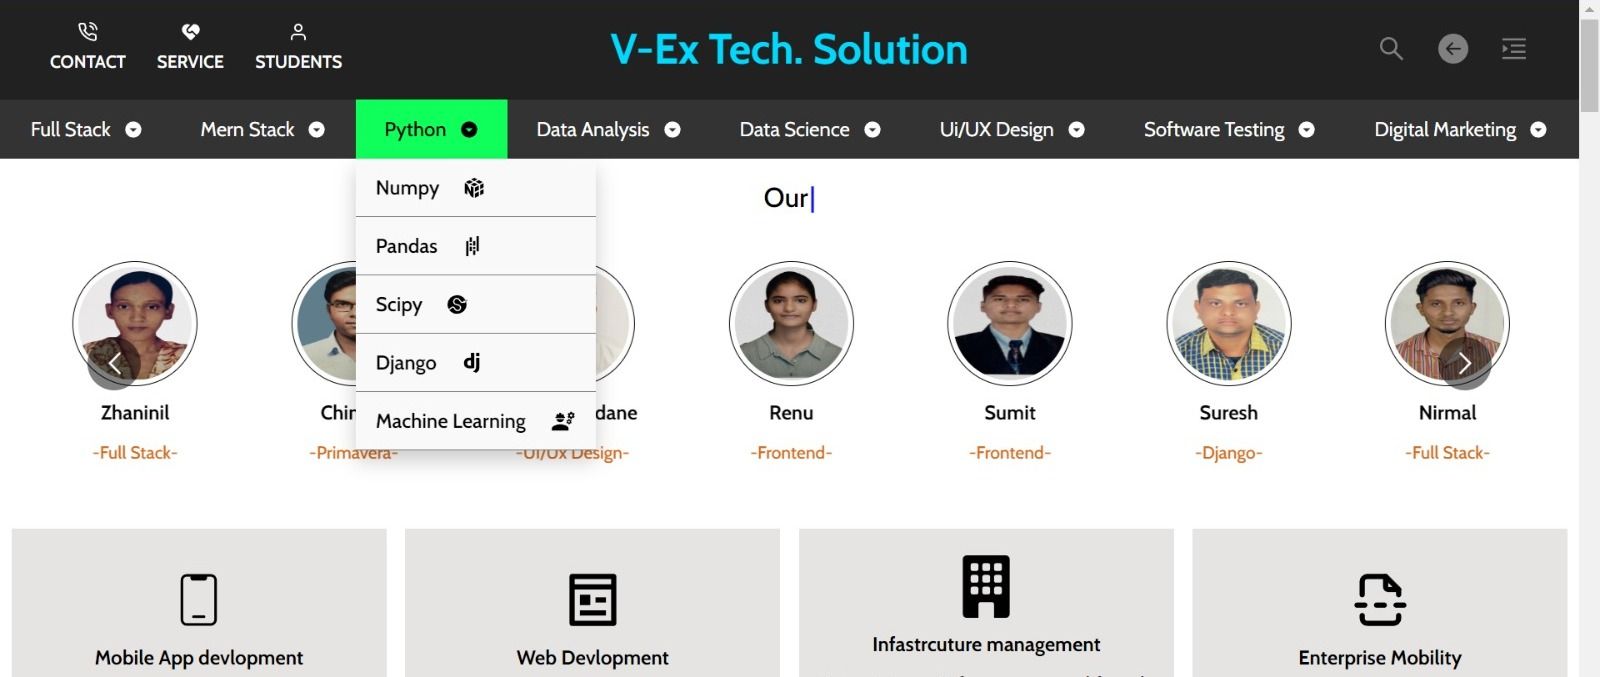 CONTACT SERVICE STUDENTS
V-Ex Tech. Solution
Full Stack Mern Stack Python Data Analysis Data Science Ui/UX Design Software Testing Digital Marketing
Numpy
Pandas
Scipy
Django dj
Machine Learning
Our
Zhaninil Chin dane Renu Sumit Suresh Nirmal
-Full Stack- -Primavera- -UI/Ux Design- -Frontend- -Frontend- -Django- -Full Stack-
Mobile App devlopment
Web Devlopment
Infastrcuture management
Enterprise Mobility